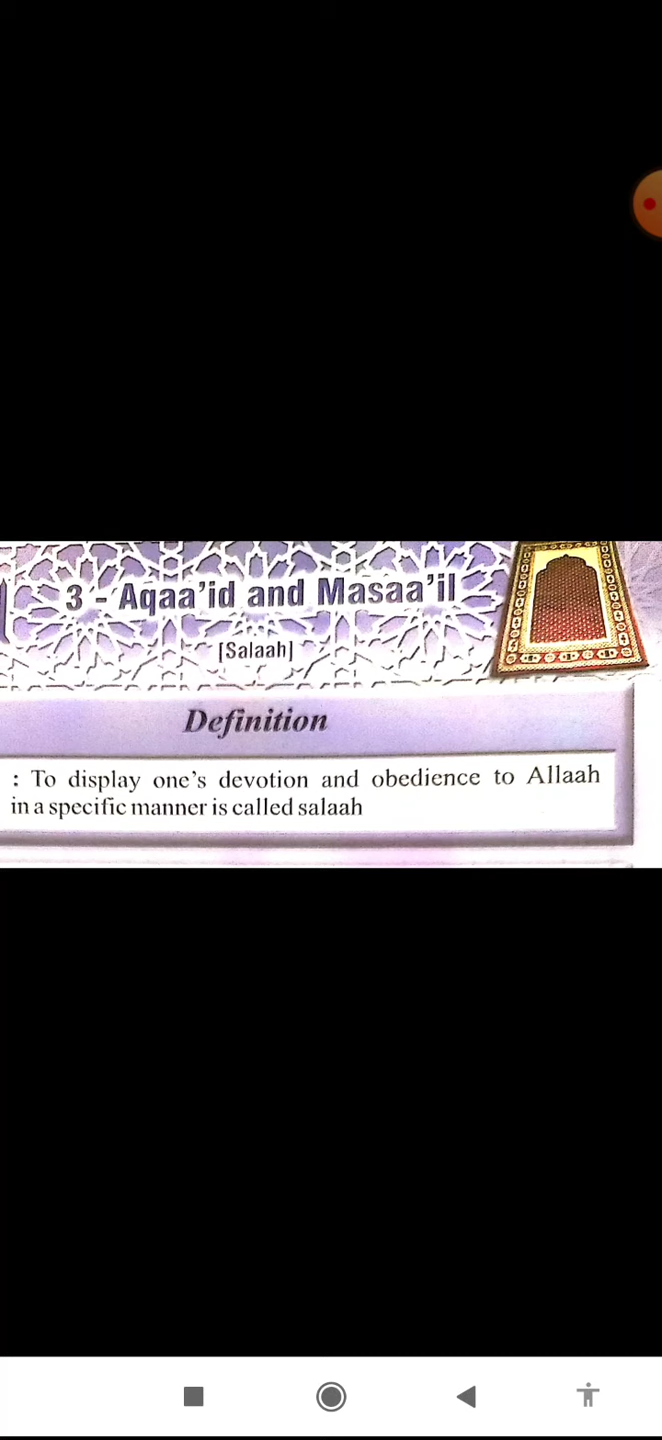 3 - Aqaa'id and Masaa'il
[Salaah]
Definition
: To display one's devotion and obedience to Allaah
in a specific manner is called salaah